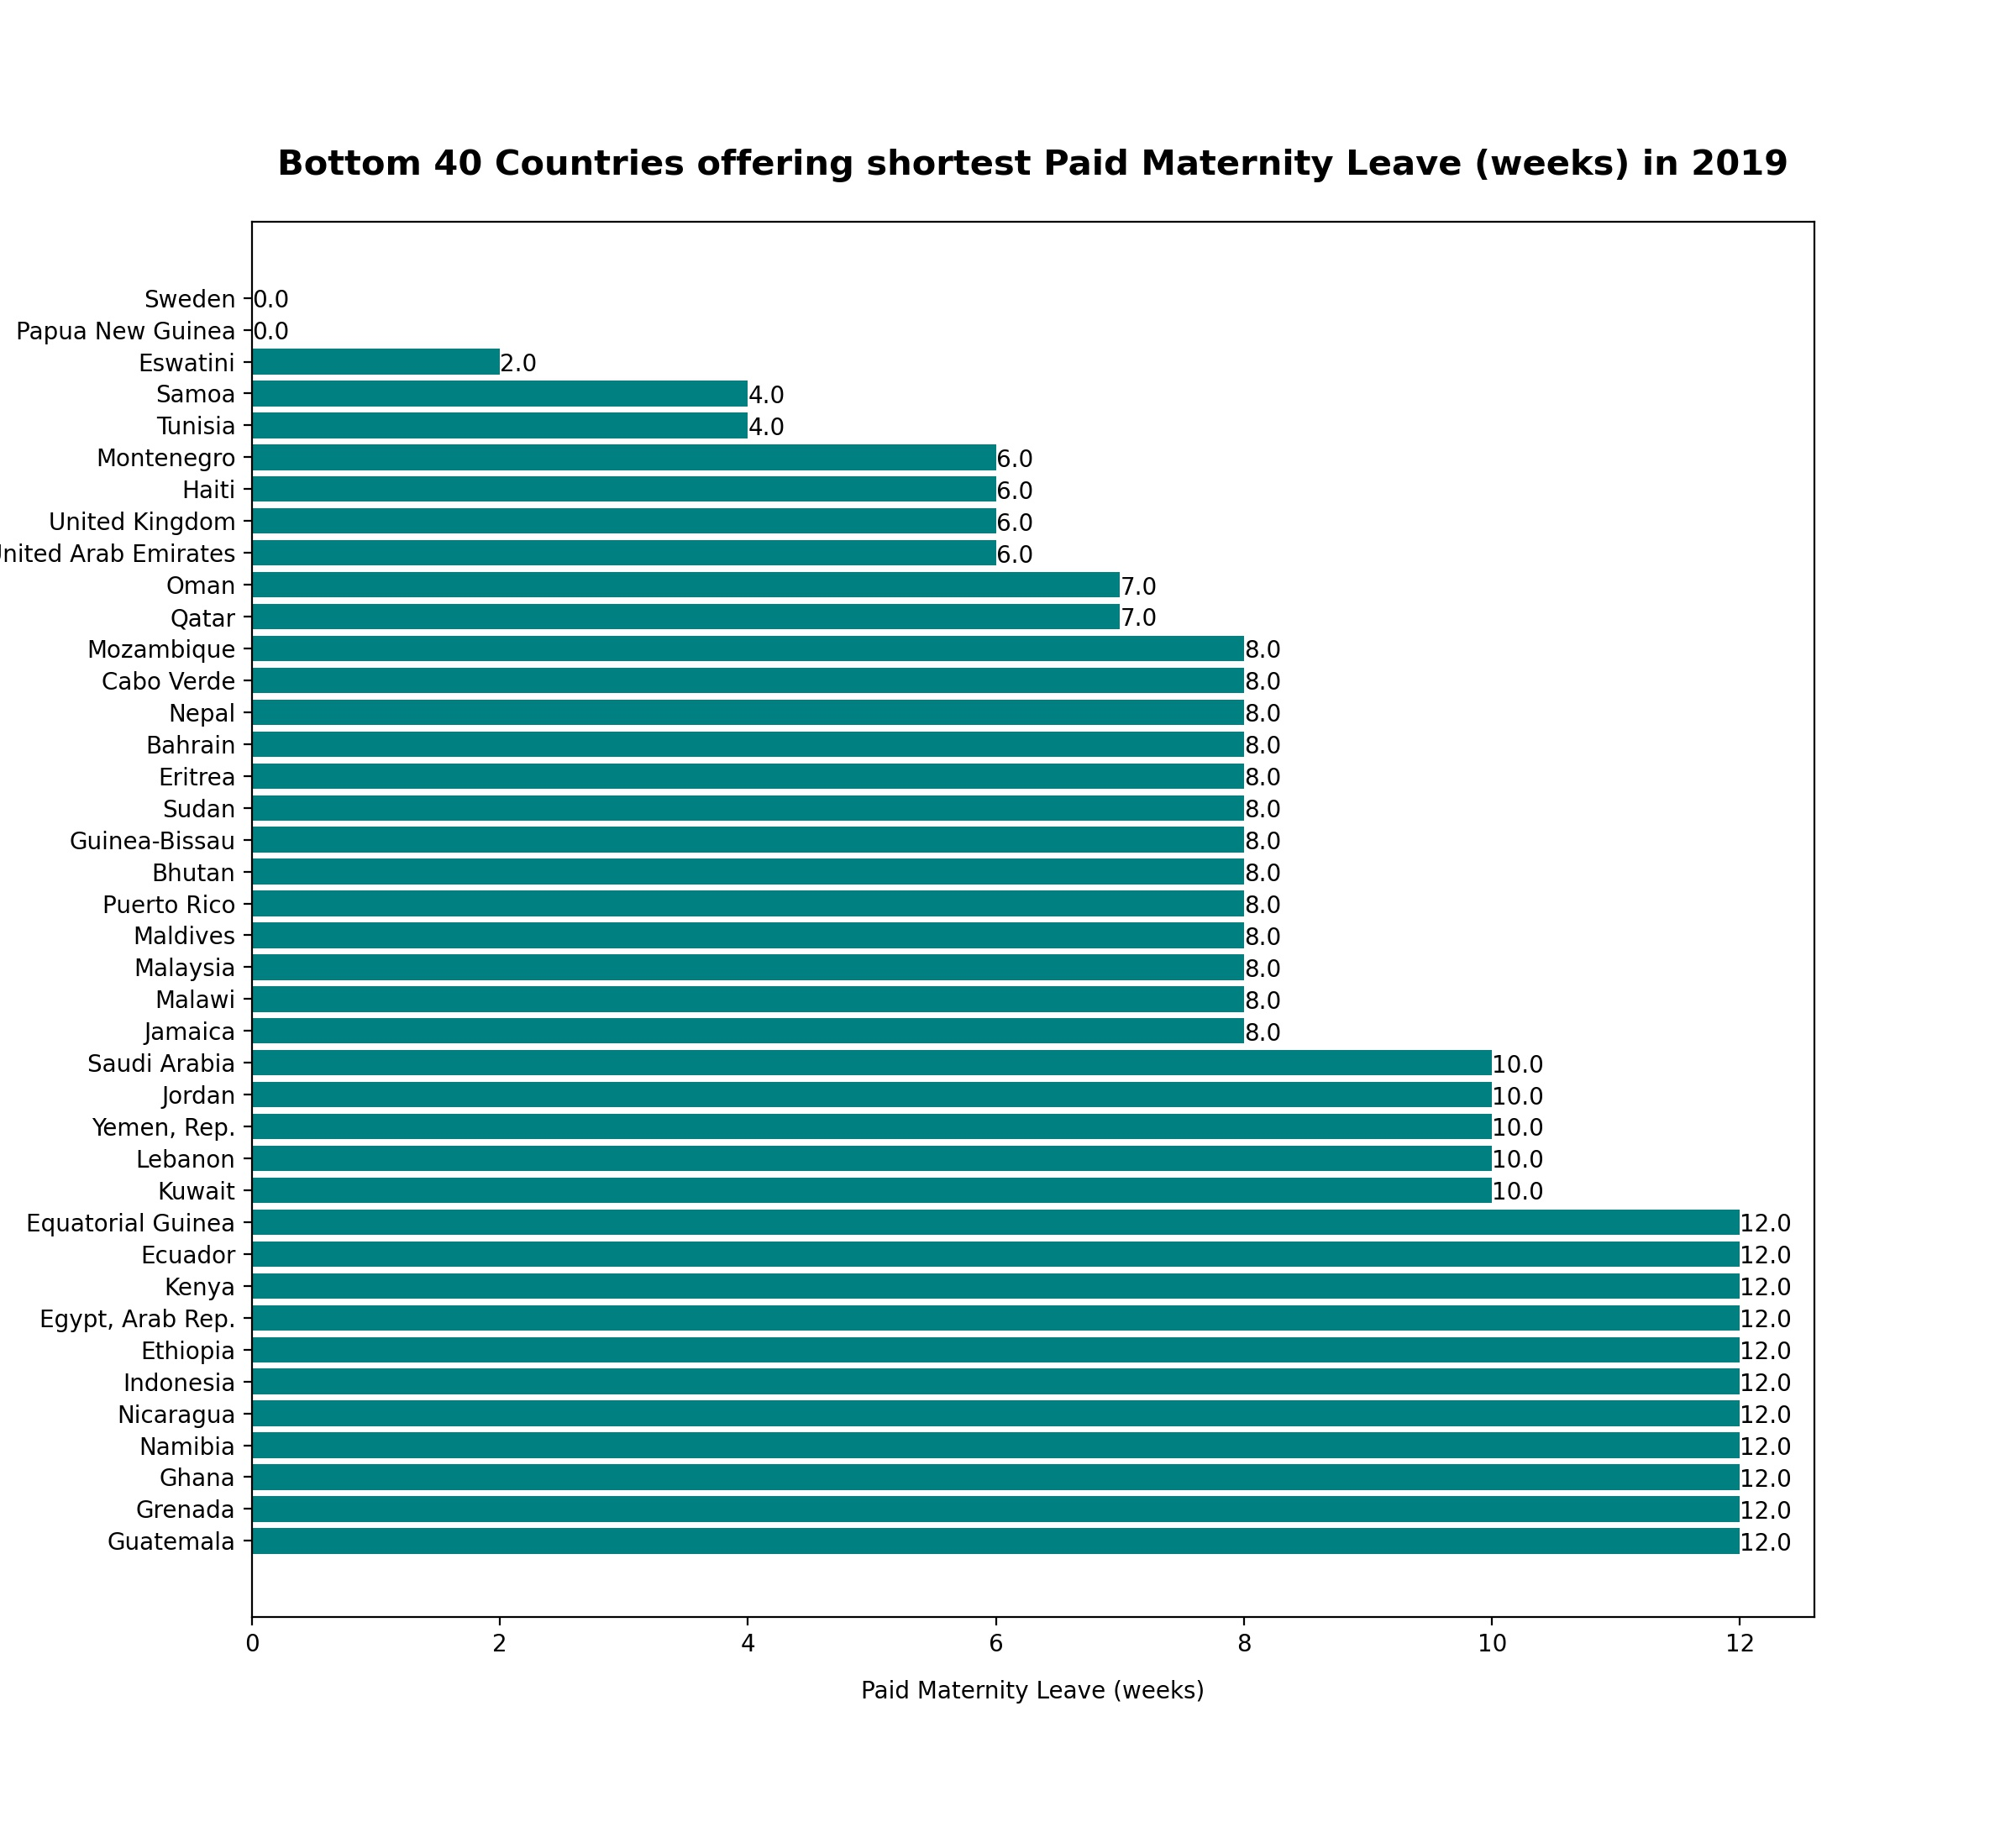 Bottom 40 Countries offering shortest Paid Maternity Leave (weeks) in 2019
Sweden 0.0
Papua New Guinea 0.0
Eswatini 2.0
Samoa 4.0
Tunisia 4.0
Montenegro 6.0
Haiti 6.0
United Kingdom 6.0
United Arab Emirates 6.0
Oman 7.0
Qatar 7.0
Mozambique 8.0
Cabo Verde 8.0
Nepal 8.0
Bahrain 8.0
Eritrea 8.0
Sudan 8.0
Guinea-Bissau 8.0
Bhutan 8.0
Puerto Rico 8.0
Maldives 8.0
Malaysia 8.0
Malawi 8.0
Jamaica 8.0
Saudi Arabia 10.0
Jordan 10.0
Yemen, Rep. 10.0
Lebanon 10.0
Kuwait 10.0
Equatorial Guinea 12.0
Ecuador 12.0
Kenya 12.0
Egypt, Arab Rep. 12.0
Ethiopia 12.0
Indonesia 12.0
Nicaragua 12.0
Namibia 12.0
Ghana 12.0
Grenada 12.0
Guatemala 12.0
0 2 4 6 8 10 12
Paid Maternity Leave (weeks)